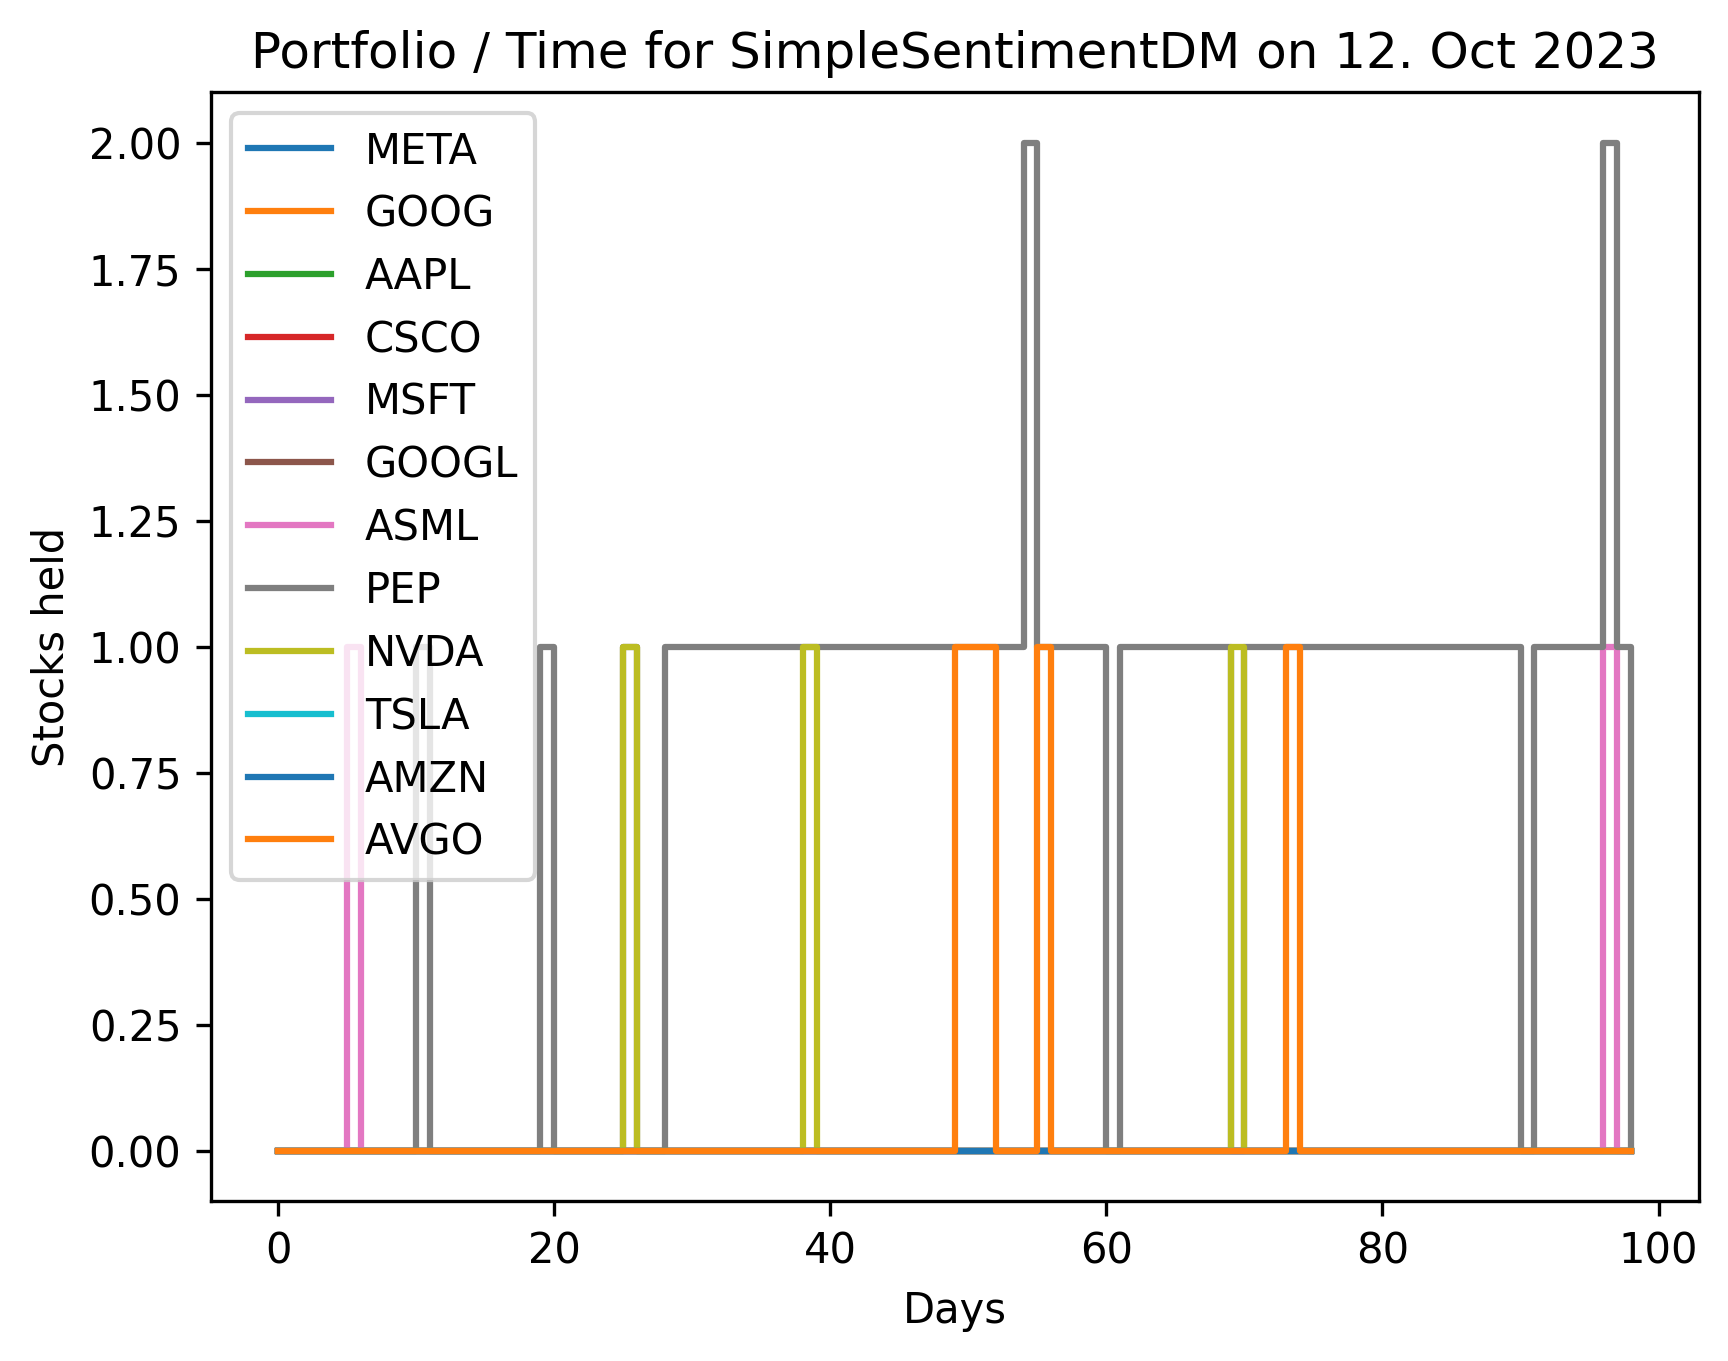 Portfolio / Time for SimpleSentimentDM on 12. Oct 2023
2.00
1.75
1.50
1.25
1.00
0.75
0.50
0.25
0.00
Stocks held
META
GOOG
AAPL
CSCO
MSFT
GOOGL
ASML
PEP
NVDA
TSLA
AMZN
AVGO
0 20 40 60 80 100
Days